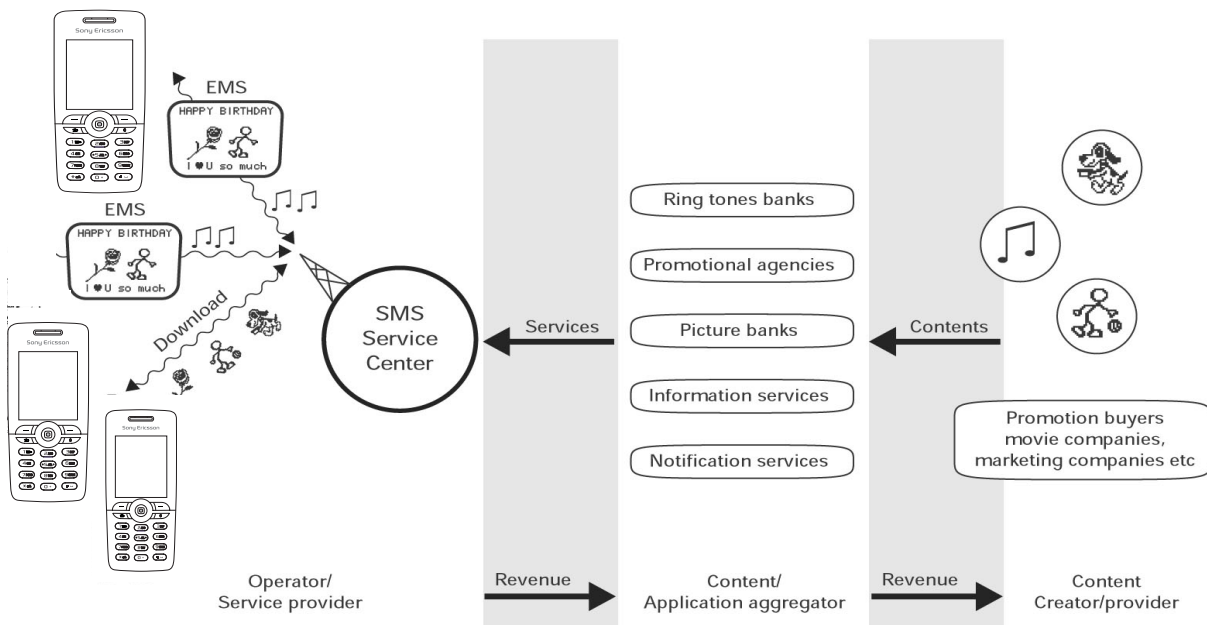 Sony Ericsson
EMS
HAPPY BIRTHDAY
I ♥ U so much
EMS
HAPPY BIRTHDAY
I ♥ U so much
Download
Sony Ericsson
Sony Ericsson
SMS
Service
Center
Services
Ring tones banks
Promotional agencies
Picture banks
Information services
Notification services
Contents
Promotion buyers
movie companies,
marketing companies etc
Operator/
Service provider
Revenue
Content/
Application aggregator
Revenue
Content
Creator/provider